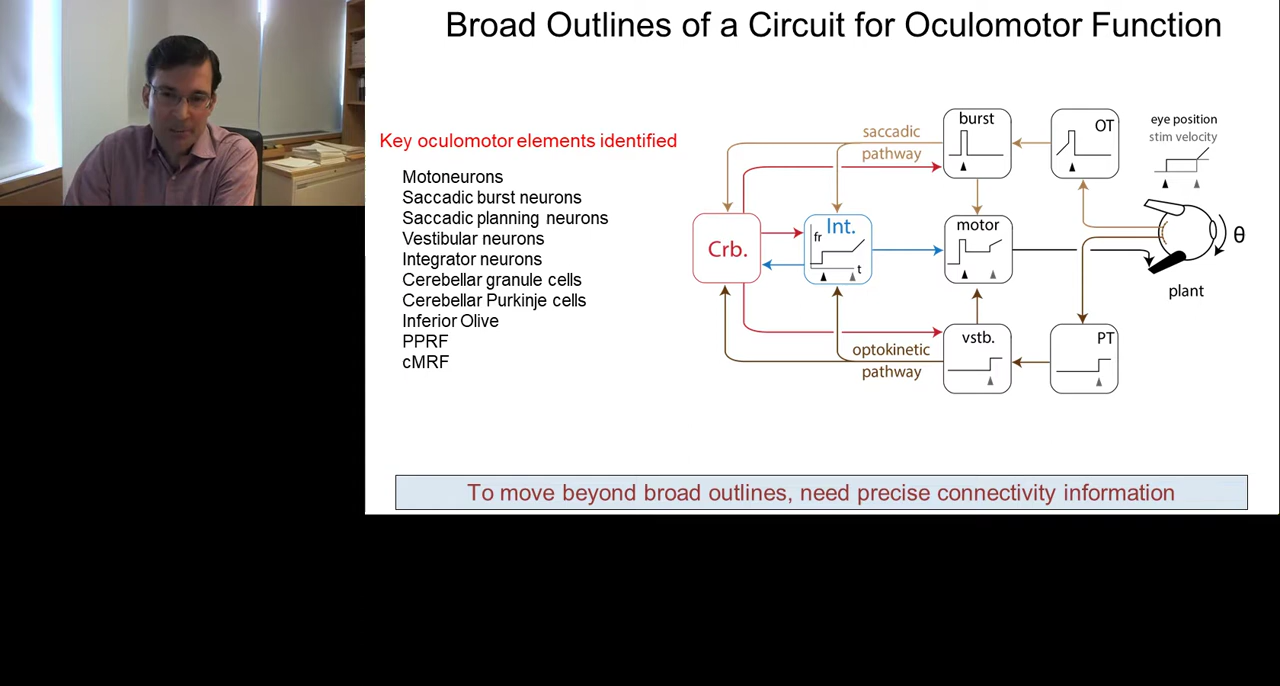 Broad Outlines of a Circuit for Oculomotor Function
Key oculomotor elements identified
Motoneurons
Saccadic burst neurons
Saccadic planning neurons
Vestibular neurons
Integrator neurons
Cerebellar granule cells
Cerebellar Purkinje cells
Inferior Olive
PPRF
cMRF
saccadic
pathway
burst
OT
eye position
stim velocity
Crb.
Int.
fr
t
motor
θ
plant
optokinetic
pathway
vstb.
PT
To move beyond broad outlines, need precise connectivity information